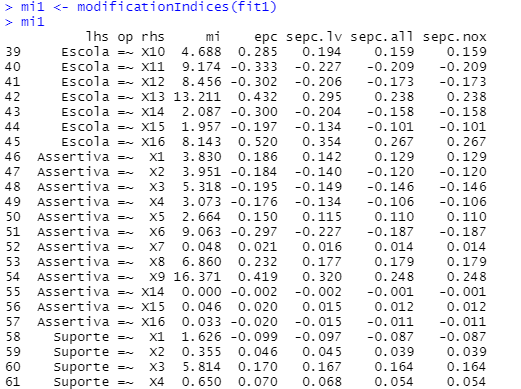 > mi1 <- modificationIndices(fit1)
> mi1
lhs op rhs mi epc sepc.lv sepc.all sepc.nox
39 Escola =~ X10 4.688 0.285 0.194 0.159 0.159
40 Escola =~ X11 9.174 -0.333 -0.227 -0.209 -0.209
41 Escola =~ X12 8.456 -0.302 -0.206 -0.173 -0.173
42 Escola =~ X13 13.211 0.432 0.295 0.238 0.238
43 Escola =~ X14 2.087 -0.300 -0.204 -0.158 -0.158
44 Escola =~ X15 1.957 -0.197 -0.134 -0.101 -0.101
45 Escola =~ X16 8.143 0.520 0.354 0.267 0.267
46 Assertiva =~ X1 3.830 0.186 0.142 0.129 0.129
47 Assertiva =~ X2 3.951 -0.184 -0.140 -0.120 -0.120
48 Assertiva =~ X3 5.318 -0.195 -0.149 -0.146 -0.146
49 Assertiva =~ X4 3.073 -0.176 -0.134 -0.106 -0.106
50 Assertiva =~ X5 2.664 0.150 0.115 0.110 0.110
51 Assertiva =~ X6 9.063 -0.297 -0.227 -0.187 -0.187
52 Assertiva =~ X7 0.048 0.021 0.016 0.014 0.014
53 Assertiva =~ X8 6.860 0.232 0.177 0.179 0.179
54 Assertiva =~ X9 16.371 0.419 0.320 0.248 0.248
55 Assertiva =~ X14 0.000 -0.002 -0.002 -0.001 -0.001
56 Assertiva =~ X15 0.046 0.020 0.015 0.012 0.012
57 Assertiva =~ X16 0.033 -0.020 -0.015 -0.011 -0.011
58 Suporte =~ X1 1.626 -0.099 -0.097 -0.087 -0.087
59 Suporte =~ X2 0.355 0.046 0.045 0.039 0.039
60 Suporte =~ X3 5.814 0.170 0.167 0.164 0.164
61 Suporte =~ X4 0.650 0.070 0.068 0.054 0.054